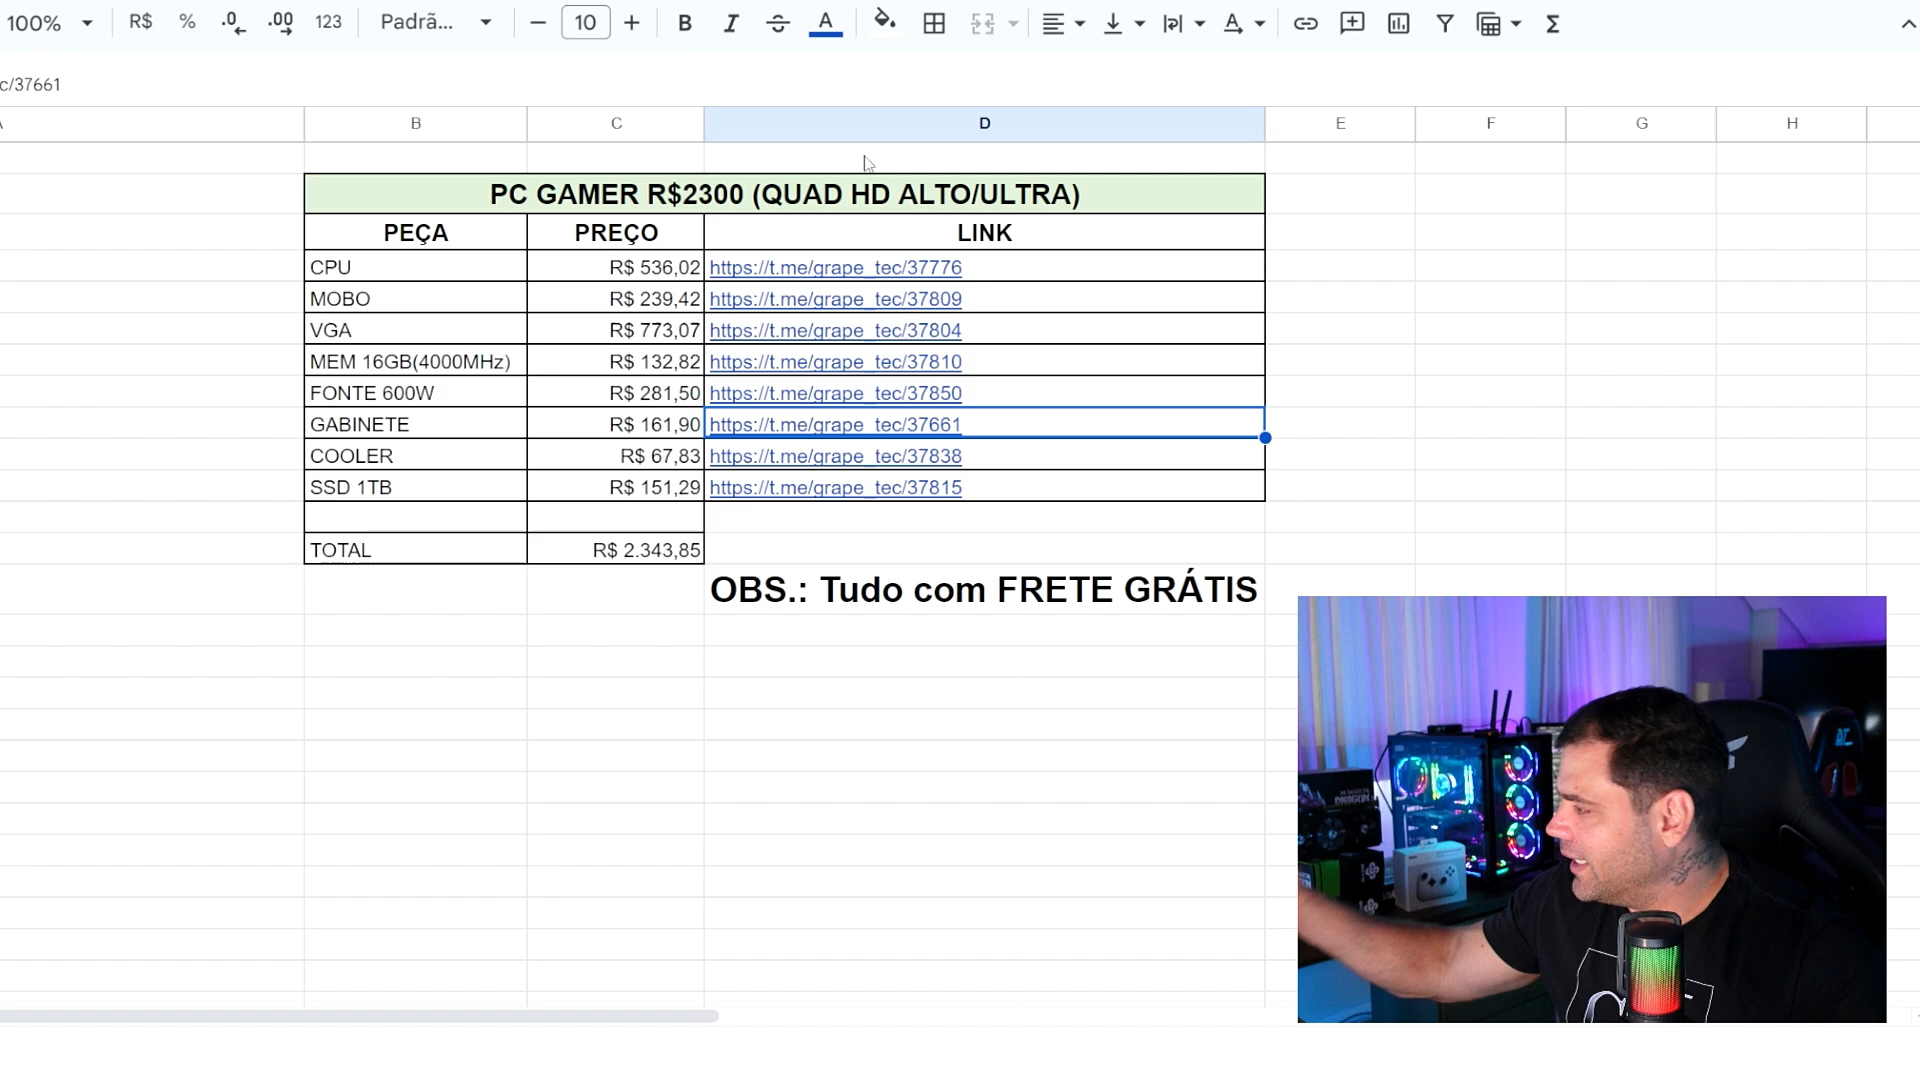 100% R$ % .0 .00 123 Padrã... 10 B I S A
c/37661
B C D E F G H
PC GAMER R$2300 (QUAD HD ALTO/ULTRA)
PEÇA PREÇO LINK
CPU R$ 536,02 https://t.me/grape_tec/37776
MOBO R$ 239,42 https://t.me/grape_tec/37809
VGA R$ 773,07 https://t.me/grape_tec/37804
MEM 16GB(4000MHz) R$ 132,82 https://t.me/grape_tec/37810
FONTE 600W R$ 281,50 https://t.me/grape_tec/37850
GABINETE R$ 161,90 https://t.me/grape_tec/37661
COOLER R$ 67,83 https://t.me/grape_tec/37838
SSD 1TB R$ 151,29 https://t.me/grape_tec/37815
TOTAL R$ 2.343,85
OBS.: Tudo com FRETE GRÁTIS
DRAGON